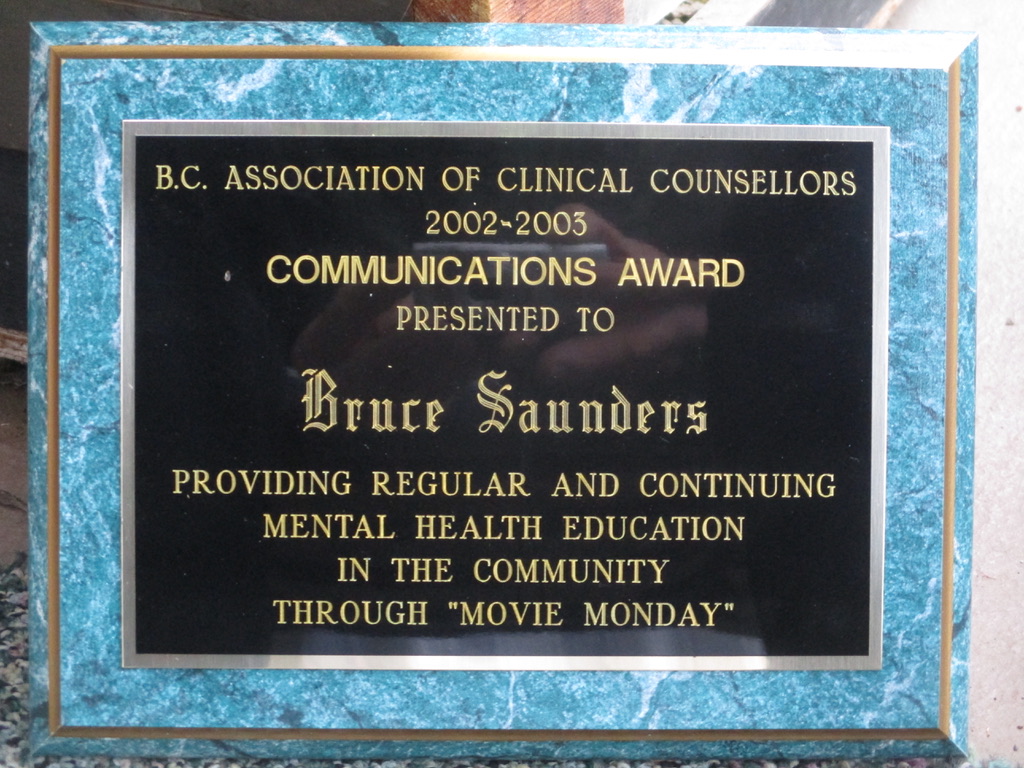 B.C. ASSOCIATION OF CLINICAL COUNSELLORS
2002-2003
COMMUNICATIONS AWARD
PRESENTED TO
Bruce Saunders
PROVIDING REGULAR AND CONTINUING
MENTAL HEALTH EDUCATION
IN THE COMMUNITY
THROUGH "MOVIE MONDAY"